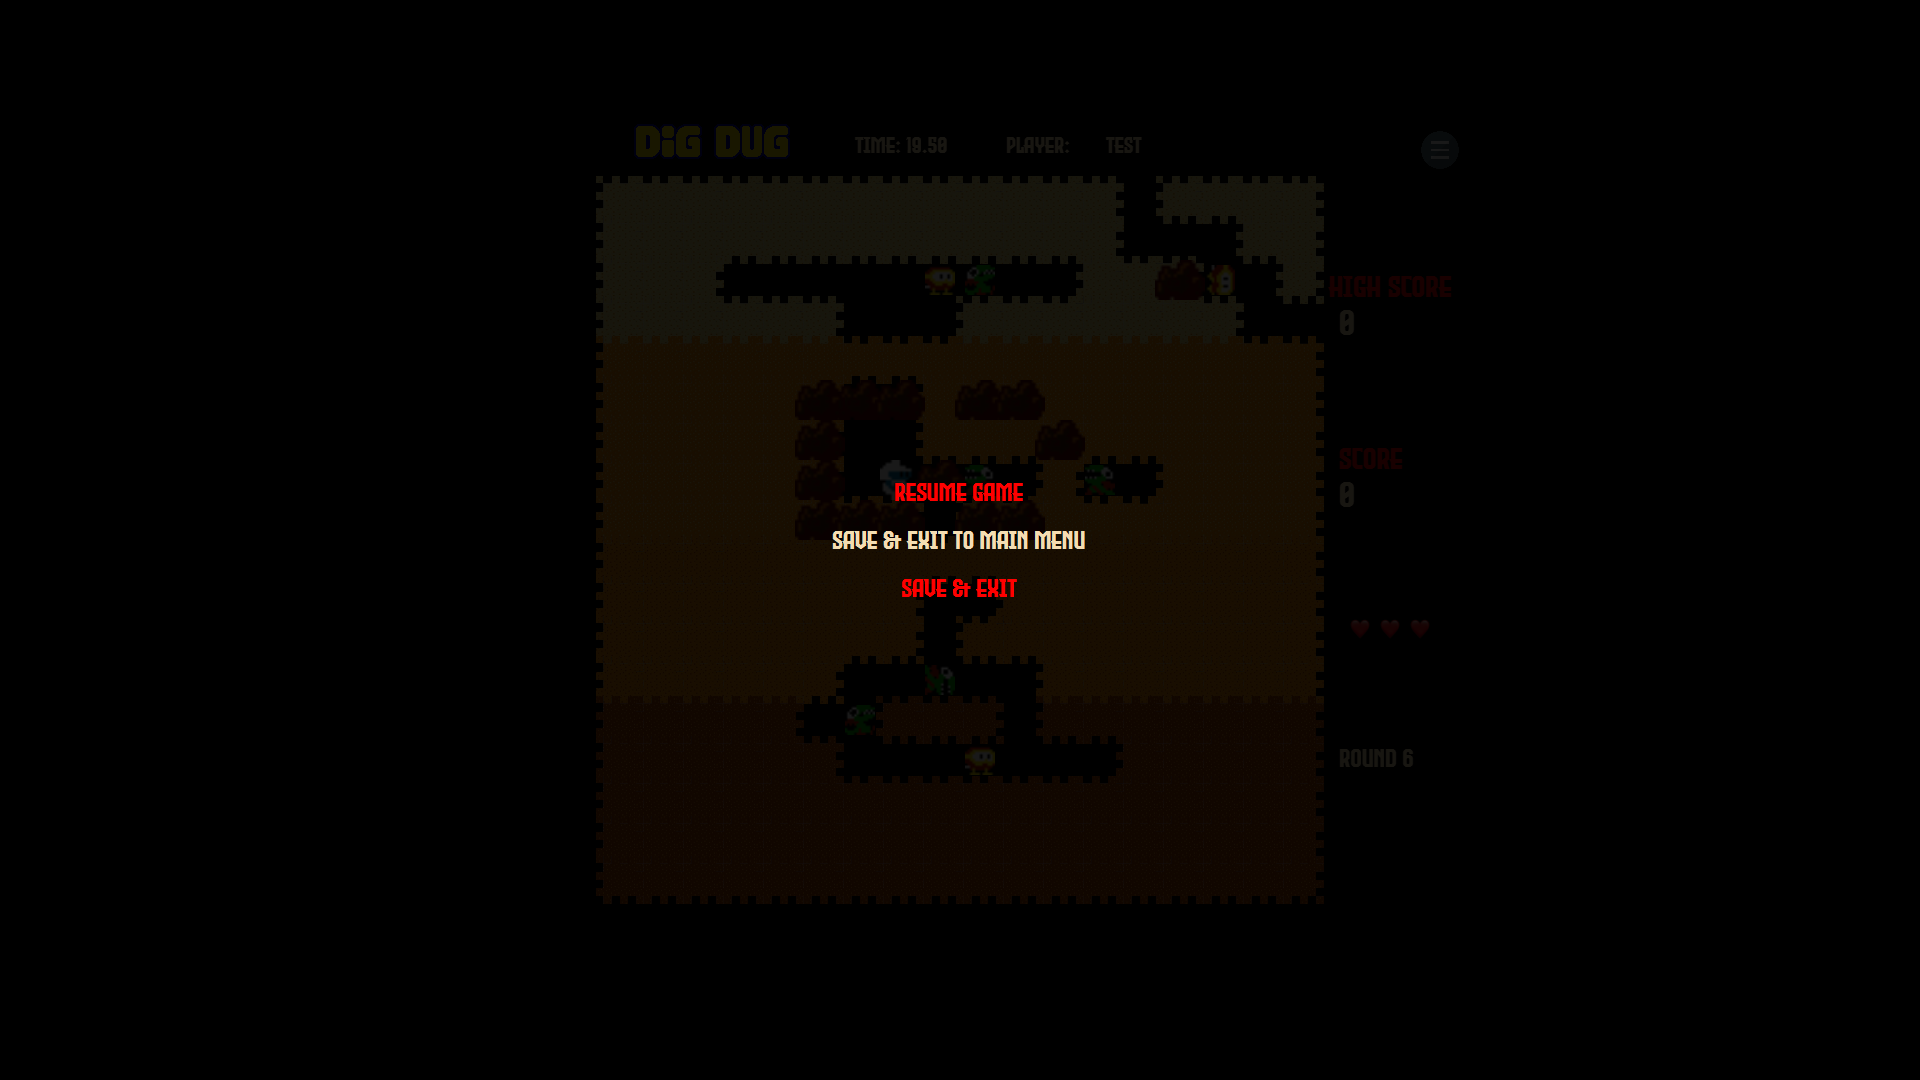 DiG DUG
TIME: 19.50 PLAYER: TEST
HIGH SCORE
0
SCORE
0
RESUME GAME
SAVE & EXIT TO MAIN MENU
SAVE & EXIT
ROUND 6